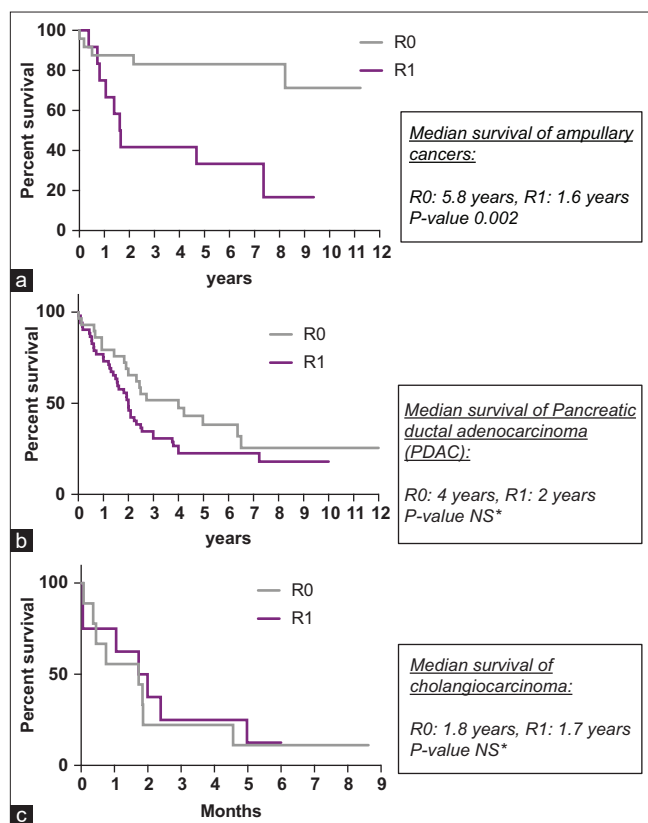 100
80
60
40
20
Percent survival
0 1 2 3 4 5 6 7 8 9 10 11 12
years
R0
R1
Median survival of ampullary
cancers:
R0: 5.8 years, R1: 1.6 years
P-value 0.002
a
100
50
0
Percent survival
0 1 2 3 4 5 6 7 8 9 10 11 12
years
R0
R1
Median survival of Pancreatic
ductal adenocarcinoma
(PDAC):
R0: 4 years, R1: 2 years
P-value NS*
b
100
50
0
Percent survival
0 1 2 3 4 5 6 7 8 9
Months
R0
R1
Median survival of
cholangiocarcinoma:
R0: 1.8 years, R1: 1.7 years
P-value NS*
c